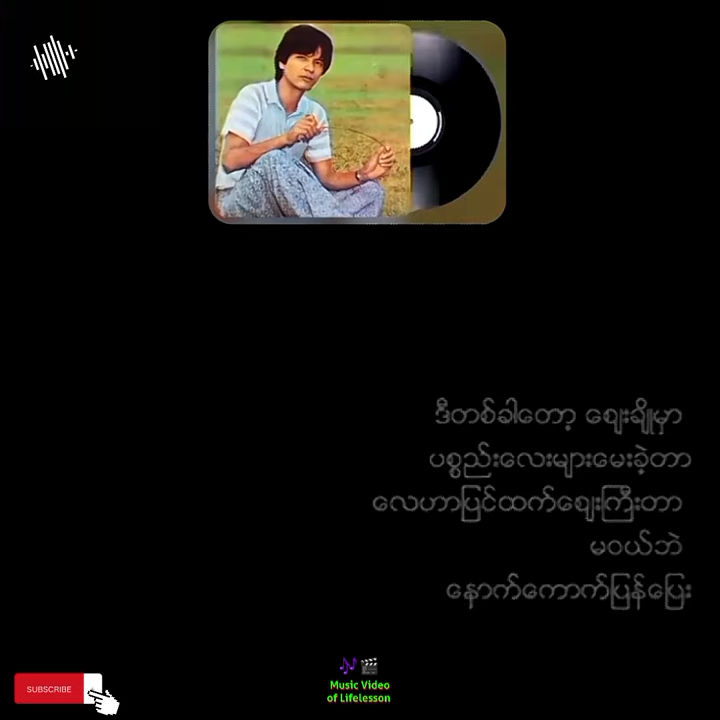 ဒီတစ်ခါတော့ ဈေးချိုမှာ
ပစ္စည်းလေးများမေးခဲ့တာ
လေဟာပြင်ထက်ဈေးကြီးတာ
မဝယ်ဘဲ
နောက်ကောက်ပြန်ပြေး
SUBSCRIBE
Music Video
of Lifelesson